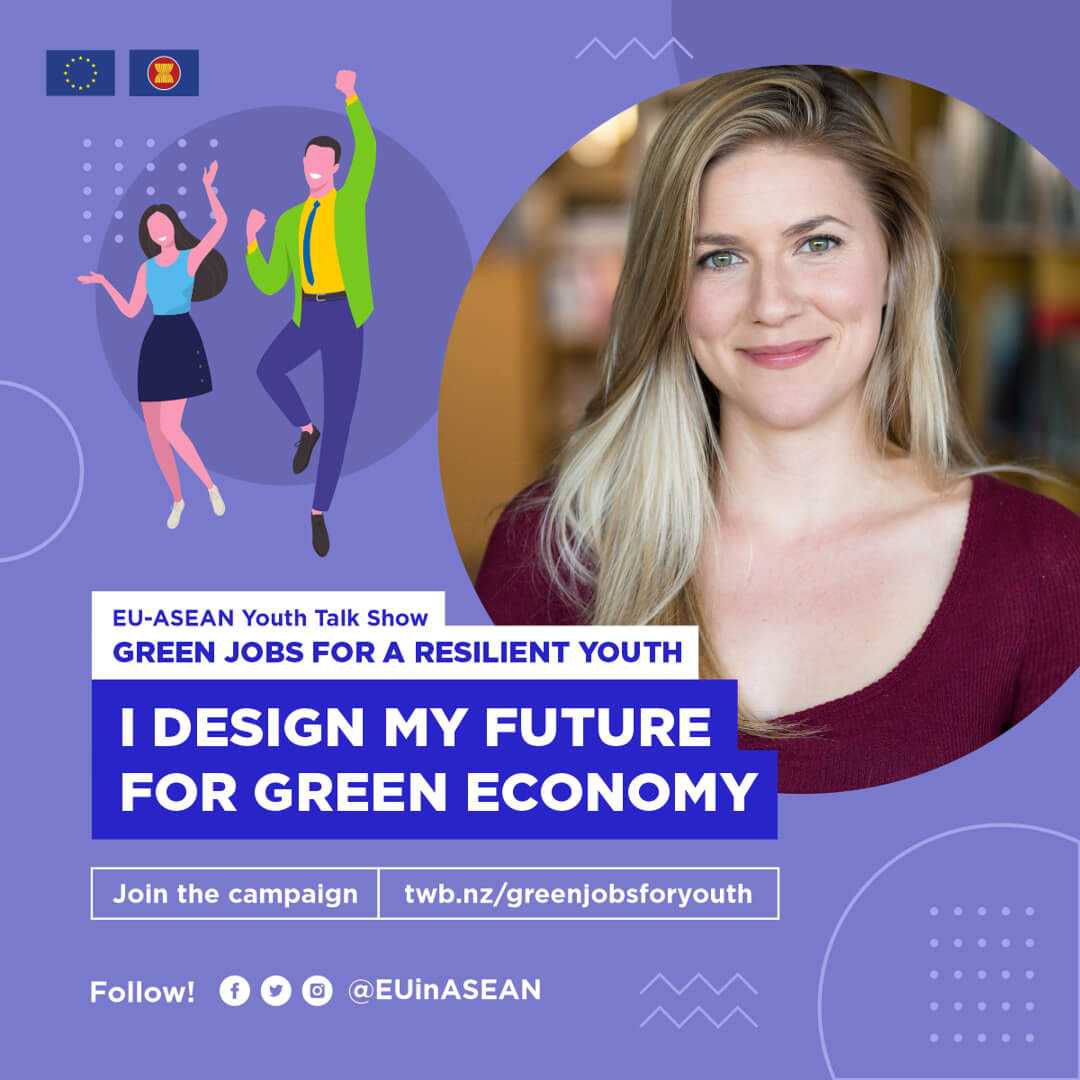 EU-ASEAN Youth Talk Show
GREEN JOBS FOR A RESILIENT YOUTH
I DESIGN MY FUTURE
FOR GREEN ECONOMY
Join the campaign
twb.nz/greenjobsforyouth
Follow! @EUinASEAN